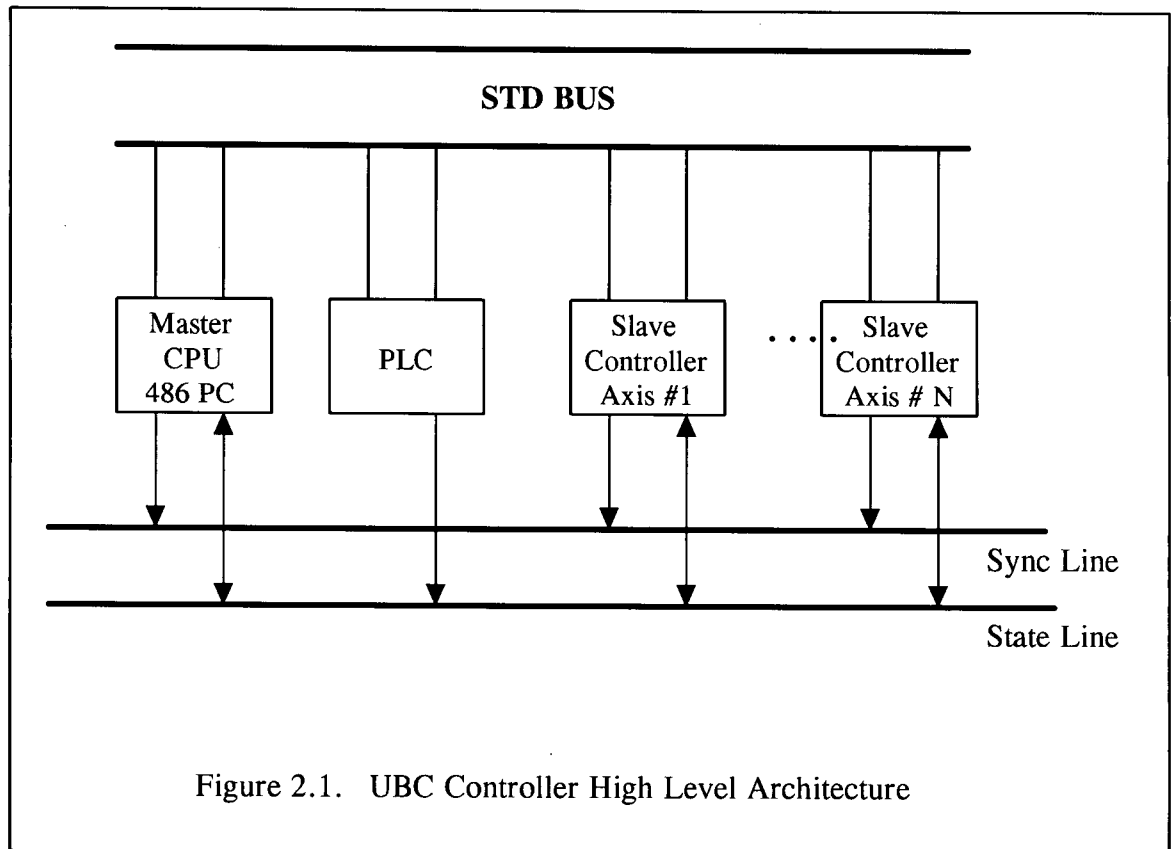 STD BUS
Master
CPU
486 PC
PLC
Slave
Controller
Axis #1
. . . .
Slave
Controller
Axis # N
Sync Line
State Line
Figure 2.1. UBC Controller High Level Architecture